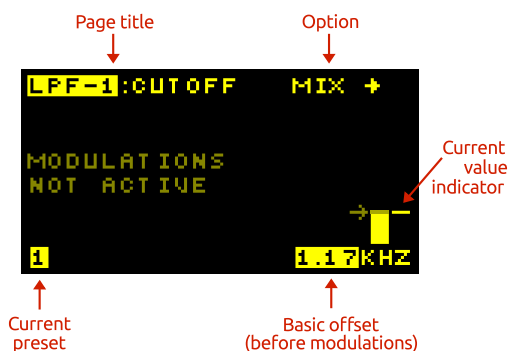 Page title
Option
LPF-1:CUTOFF MIX →
MODULATIONS
NOT ACTIVE
Current
value
indicator
1
1.17KHZ
Current
preset
Basic offset
(before modulations)